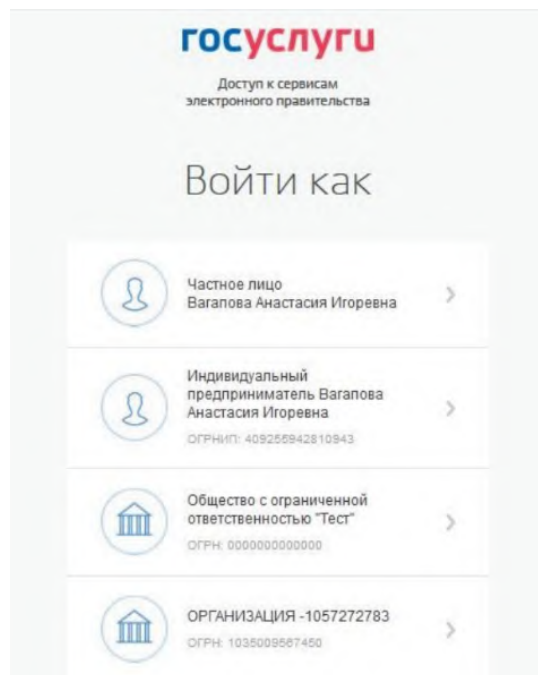 госуслуги
Доступ к сервисам
электронного правительства
Войти как
Частное лицо
Вагапова Анастасия Игоревна
Индивидуальный
предприниматель Вагапова
Анастасия Игоревна
ОГРНИП: 409255942810943
Общество с ограниченной
ответственностью "Тест"
ОГРН: 0000000000000
ОРГАНИЗАЦИЯ -1057272783
ОГРН: 1035009567450